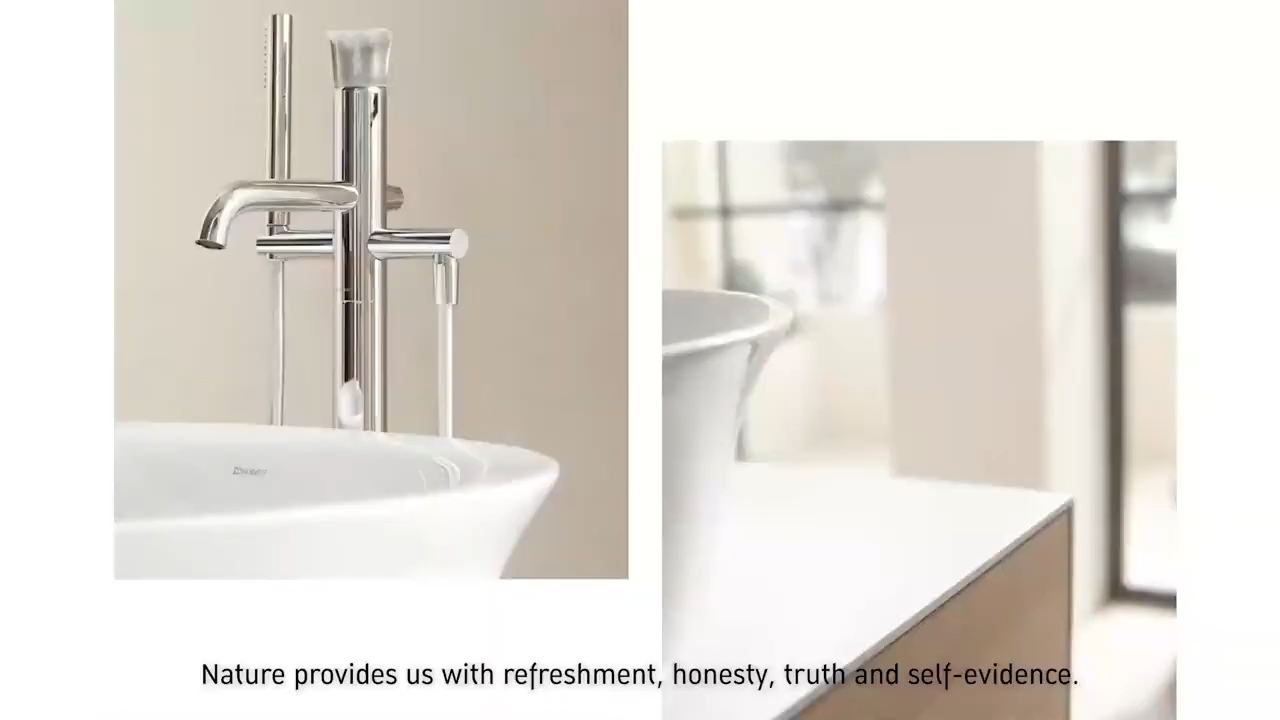 Nature provides us with refreshment, honesty, truth and self-evidence.